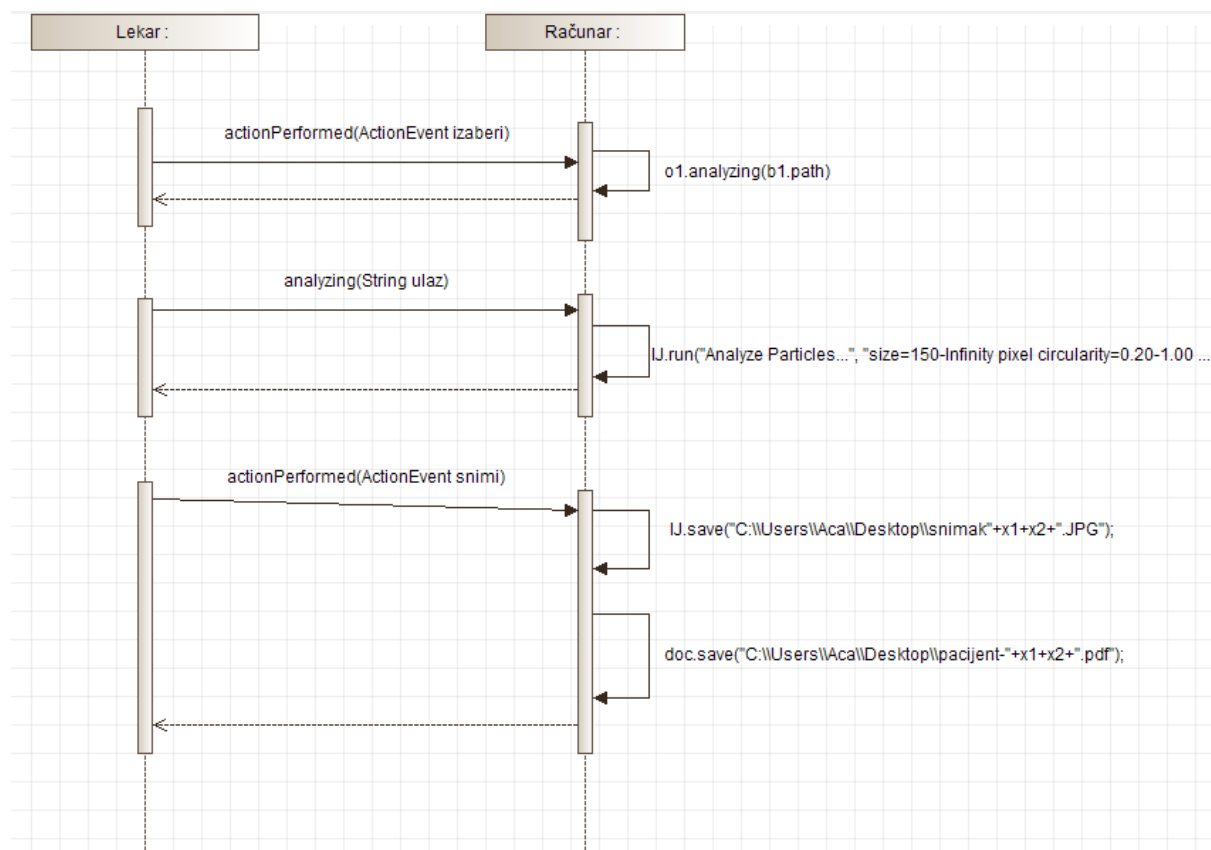 Lekar :
Računar :
actionPerformed(ActionEvent izaberi)
o1.analyzing(b1.path)
analyzing(String ulaz)
IJ.run("Analyze Particles...", "size=150-Infinity pixel circularity=0.20-1.00 ...
actionPerformed(ActionEvent snimi)
IJ.save("C:\\Users\\Aca\\Desktop\\snimak"+x1+x2+".JPG");
doc.save("C:\\Users\\Aca\\Desktop\\pacijent-"+x1+x2+".pdf");